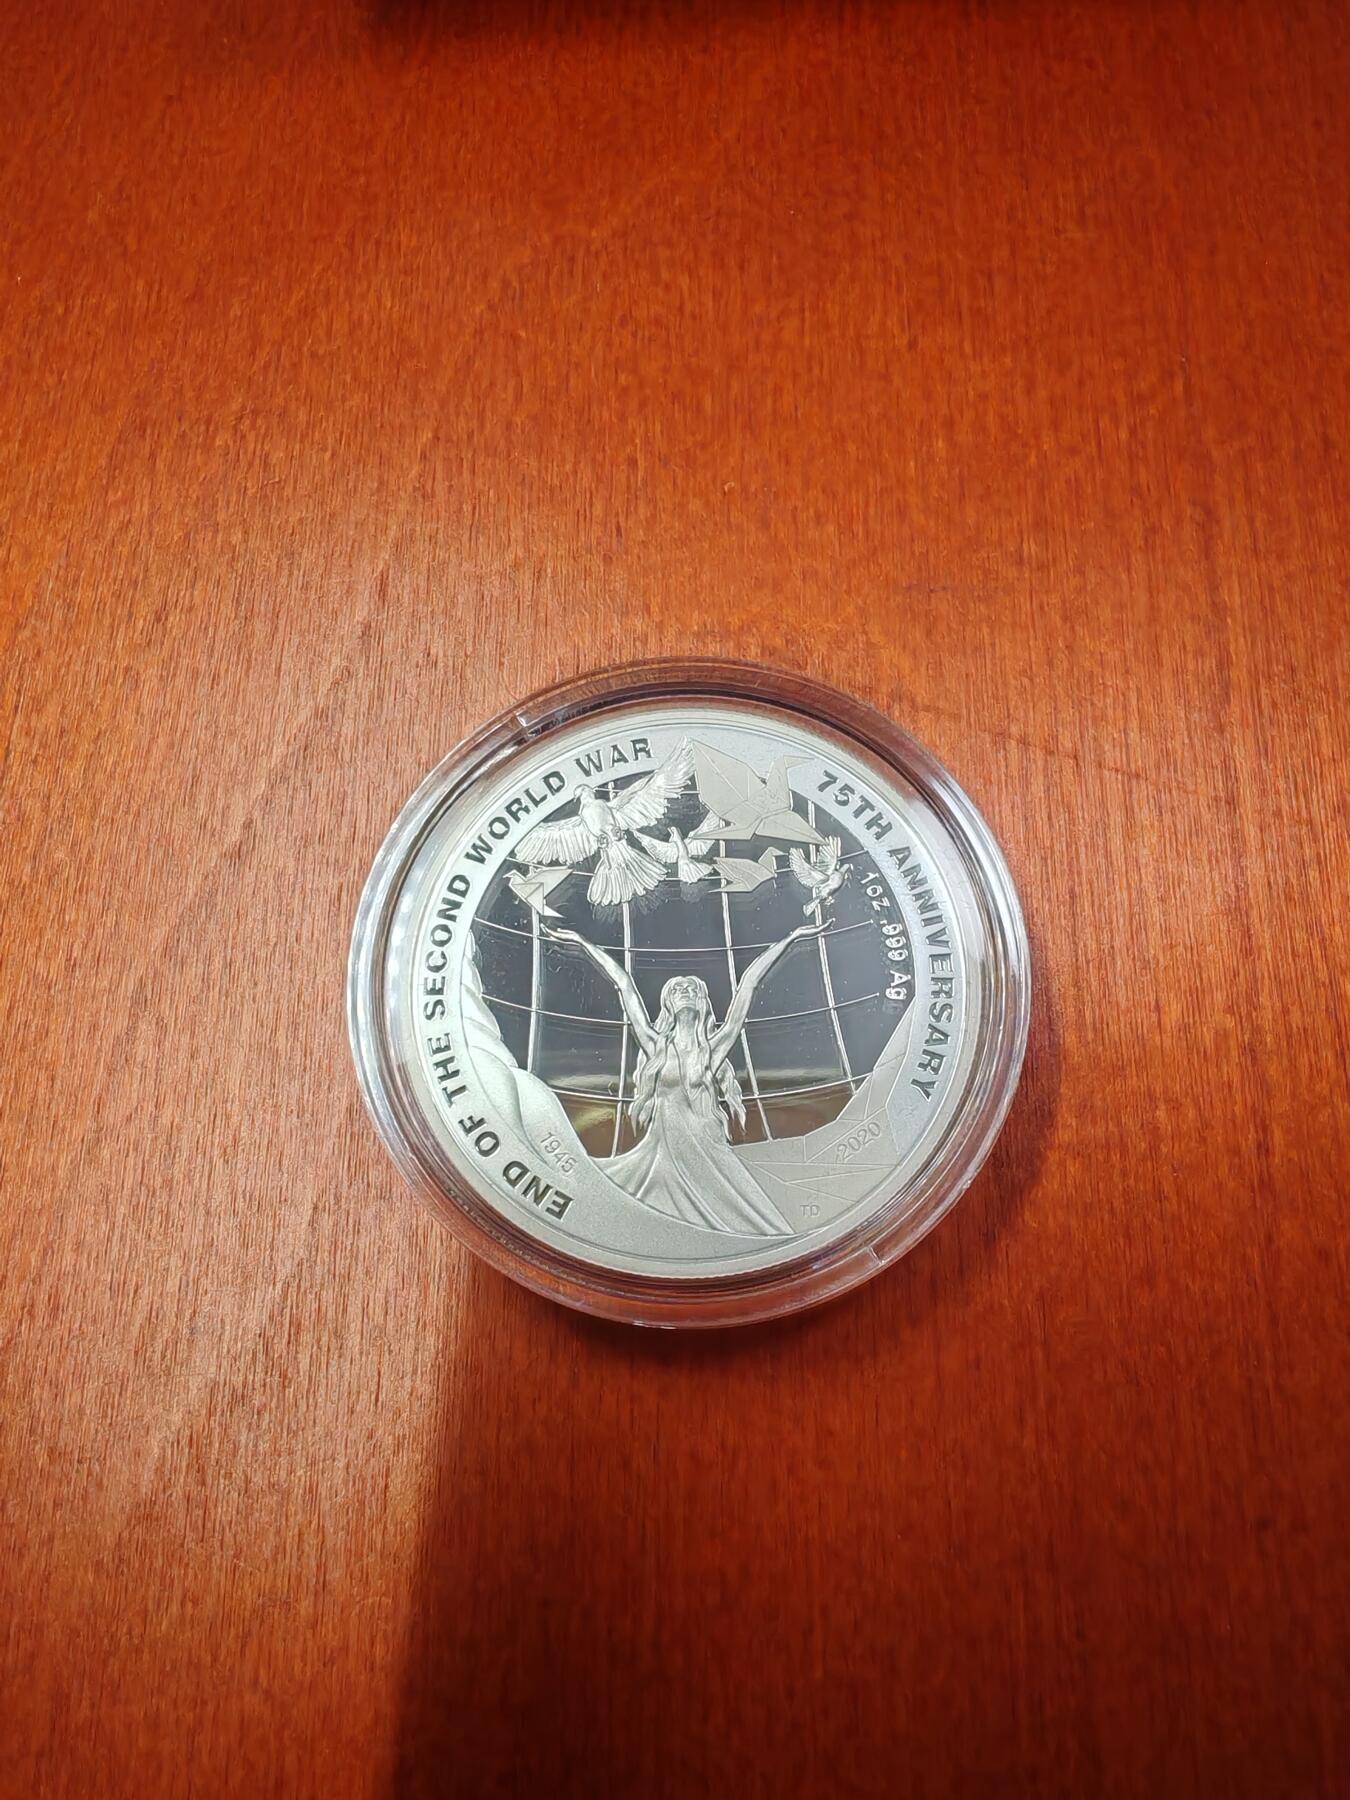 END OF THE SECOND WORLD WAR
75TH ANNIVERSARY
1oz .999 Ag
1945
2020
TD